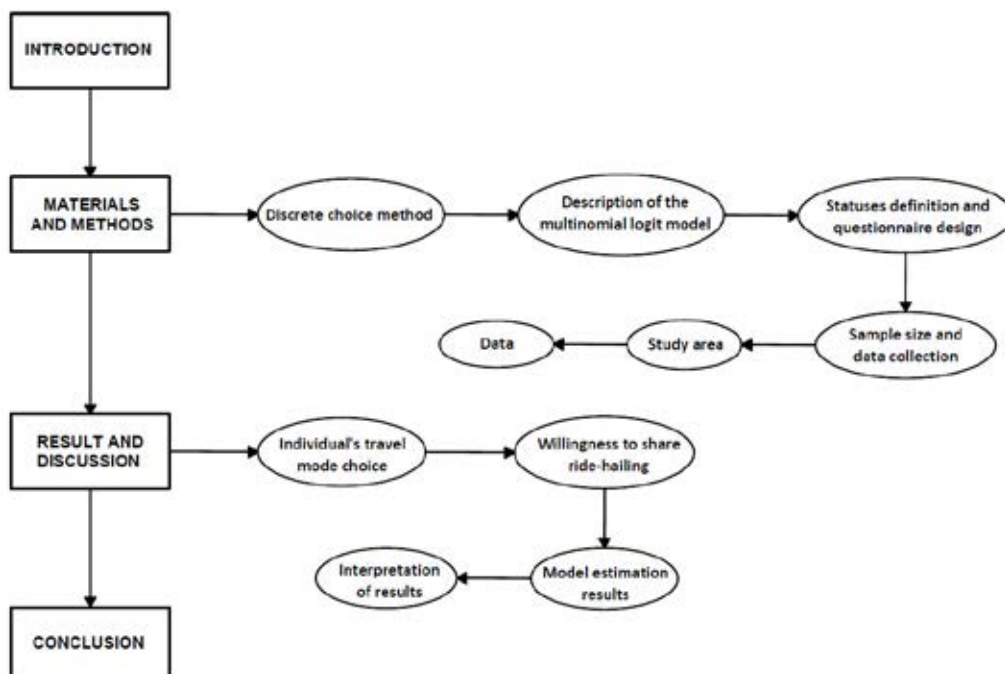 INTRODUCTION
MATERIALS
AND METHODS
Discrete choice method
Description of the
multinomial logit model
Statuses definition and
questionnaire design
Sample size and
data collection
Study area
Data
RESULT AND
DISCUSSION
Individual's travel
mode choice
Willingness to share
ride-hailing
Model estimation
results
Interpretation
of results
CONCLUSION